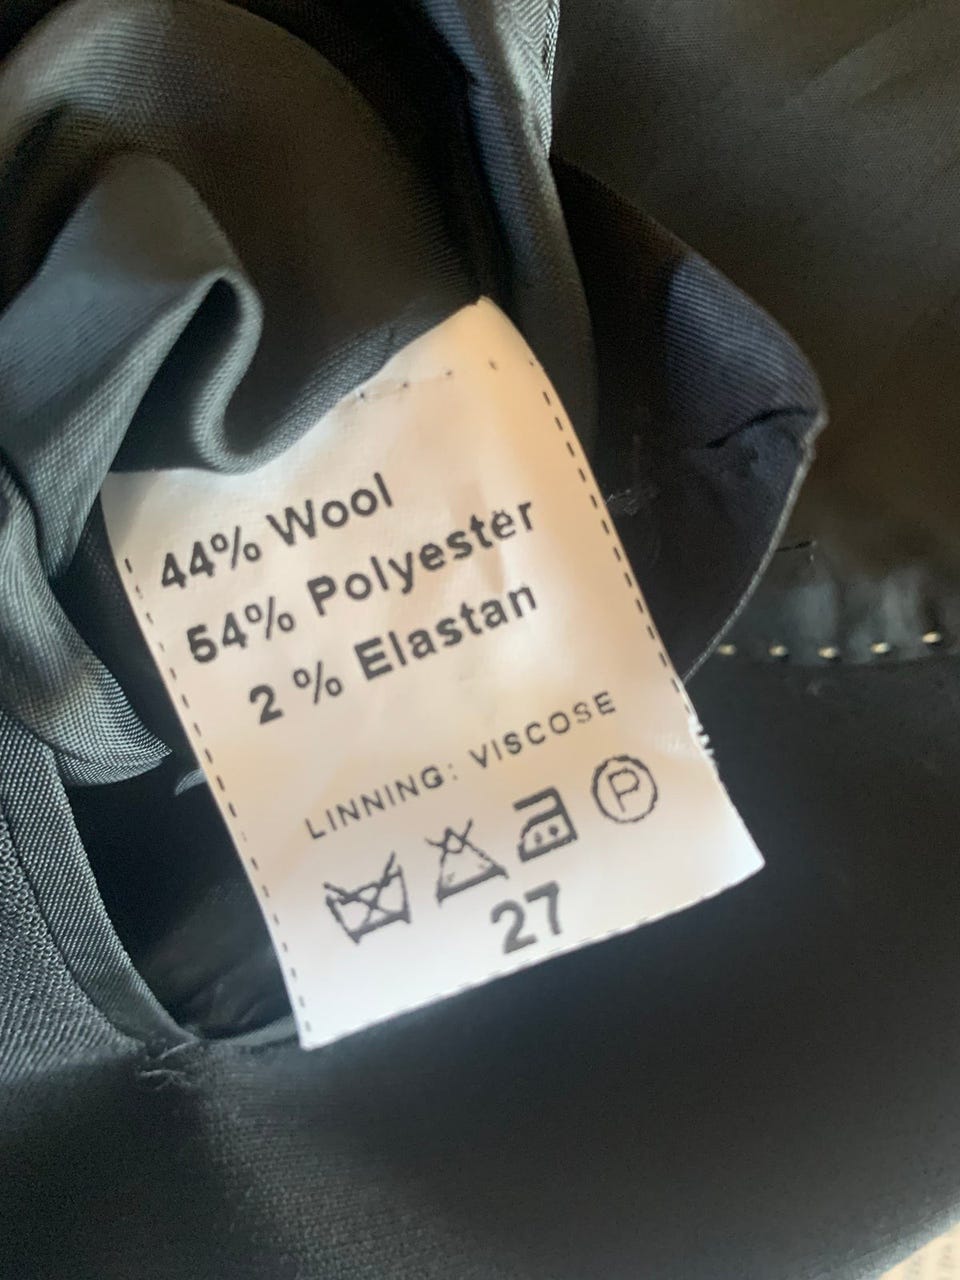 44% Wool
54% Polyester
2 % Elastan
LINNING: VISCOSE
P
27